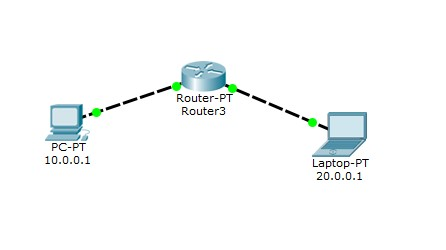 Router-PT
Router3
PC-PT
10.0.0.1
Laptop-PT
20.0.0.1